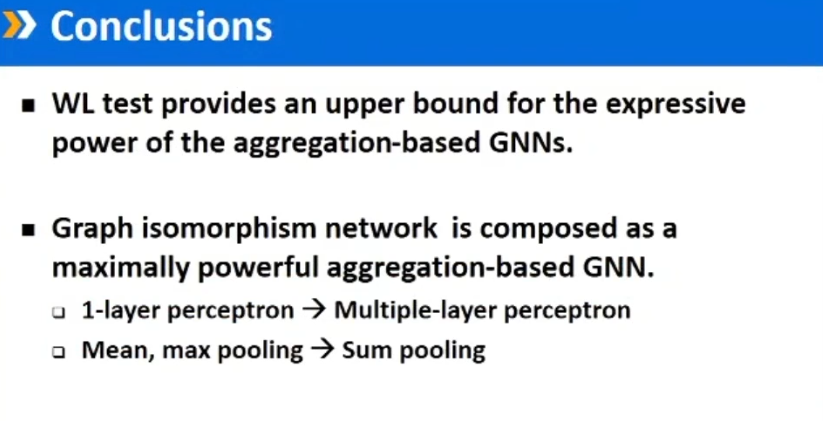 Conclusions
WL test provides an upper bound for the expressive
power of the aggregation-based GNNs.
Graph isomorphism network is composed as a
maximally powerful aggregation-based GNN.
1-layer perceptron → Multiple-layer perceptron
Mean, max pooling → Sum pooling